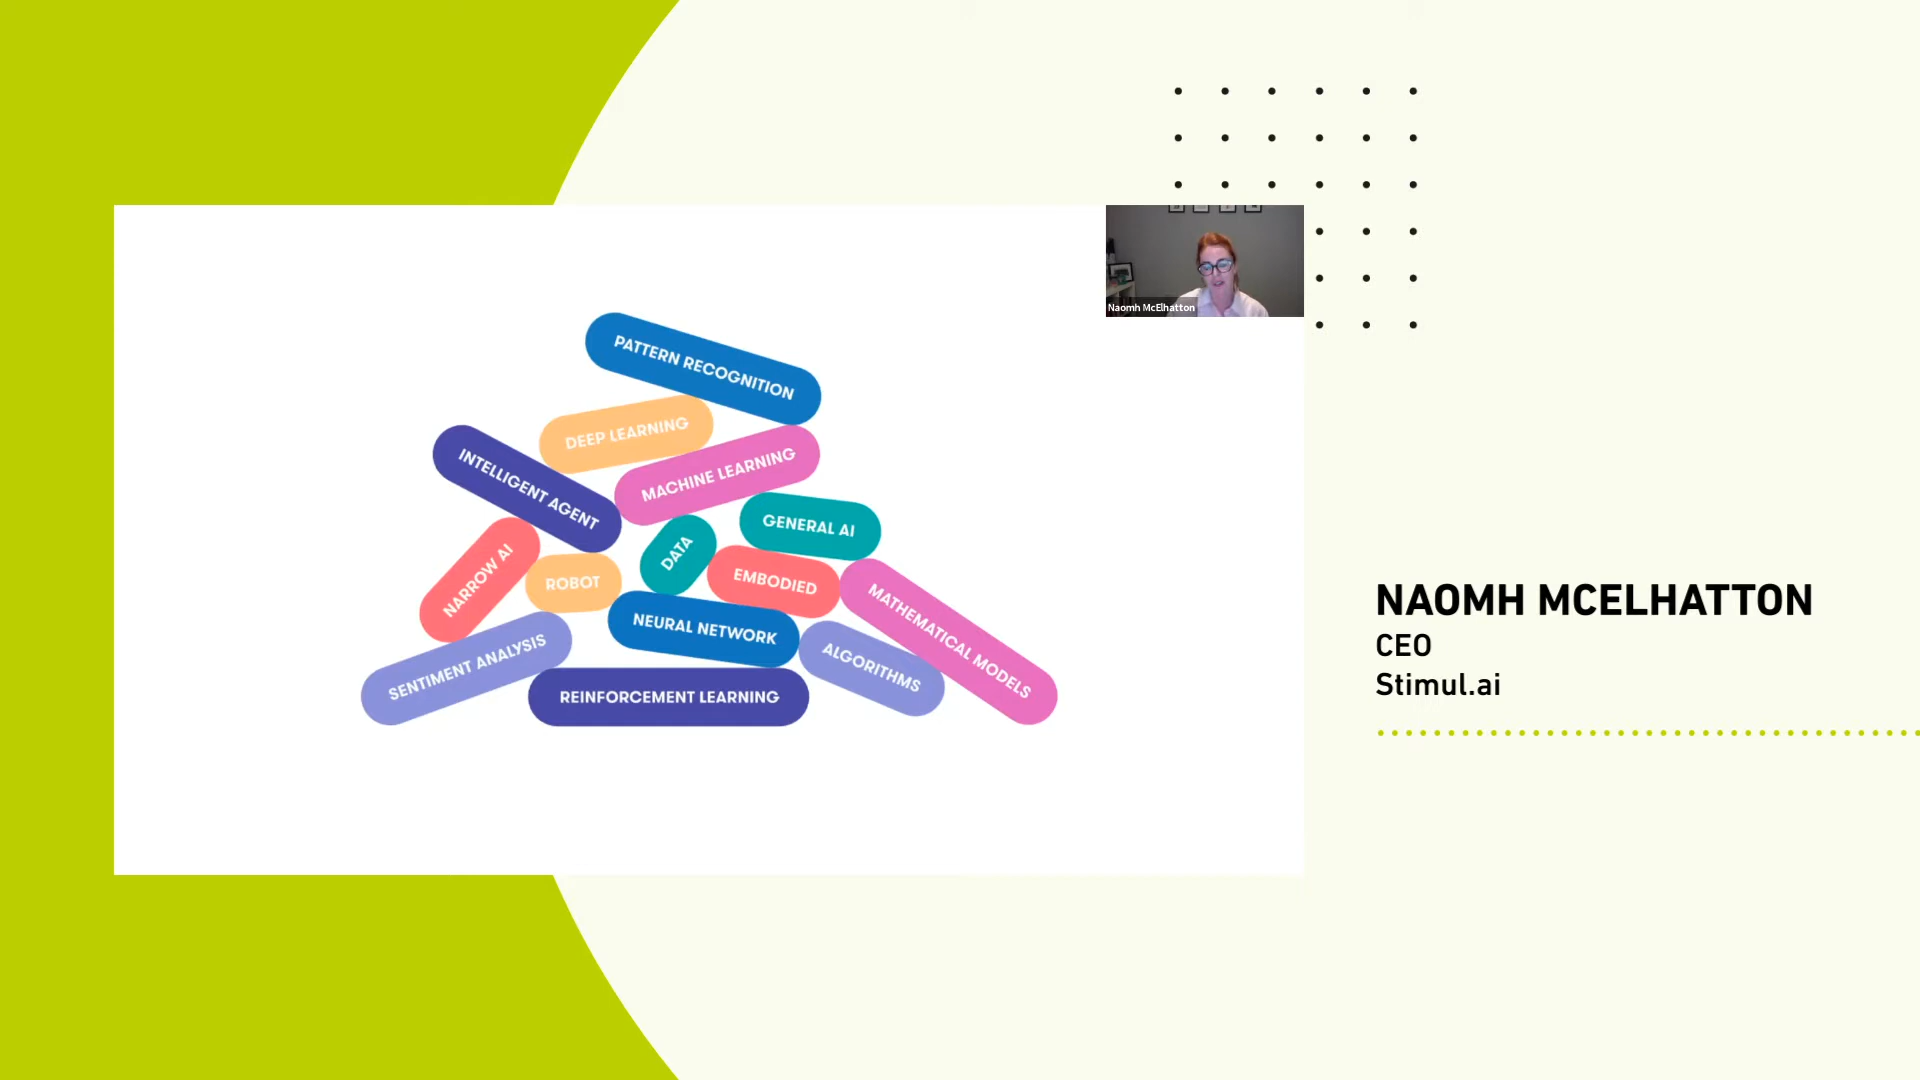 Naomh McElhatton
PATTERN RECOGNITION
DEEP LEARNING
MACHINE LEARNING
INTELLIGENT AGENT
GENERAL AI
DATA
NARROW AI
ROBOT
EMBODIED
MATHEMATICAL MODELS
NEURAL NETWORK
SENTIMENT ANALYSIS
ALGORITHMS
REINFORCEMENT LEARNING
NAOMH MCELHATTON
CEO
Stimul.ai